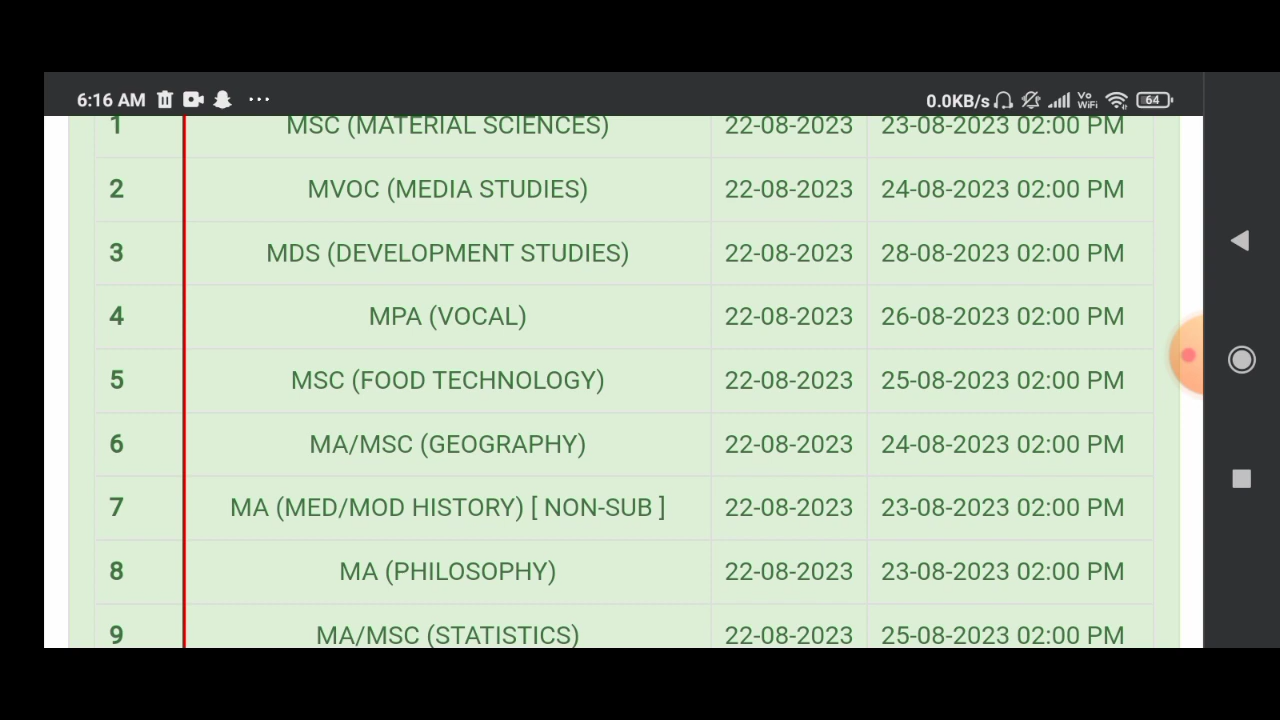 6:16 AM ... 0.0KB/s Vo WiFi 64
1 MSC (MATERIAL SCIENCES) 22-08-2023 23-08-2023 02:00 PM
2 MVOC (MEDIA STUDIES) 22-08-2023 24-08-2023 02:00 PM
3 MDS (DEVELOPMENT STUDIES) 22-08-2023 28-08-2023 02:00 PM
4 MPA (VOCAL) 22-08-2023 26-08-2023 02:00 PM
5 MSC (FOOD TECHNOLOGY) 22-08-2023 25-08-2023 02:00 PM
6 MA/MSC (GEOGRAPHY) 22-08-2023 24-08-2023 02:00 PM
7 MA (MED/MOD HISTORY) [ NON-SUB ] 22-08-2023 23-08-2023 02:00 PM
8 MA (PHILOSOPHY) 22-08-2023 23-08-2023 02:00 PM
9 MA/MSC (STATISTICS) 22-08-2023 25-08-2023 02:00 PM